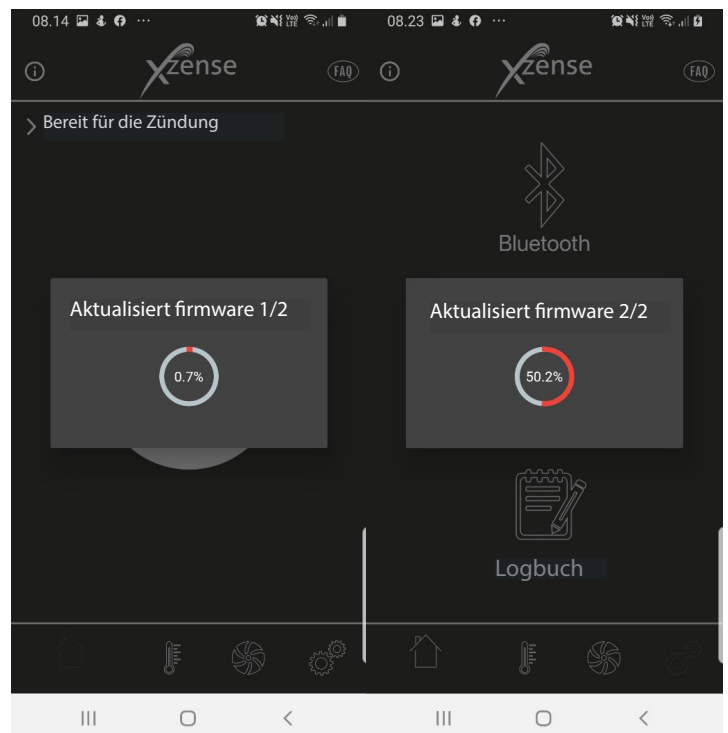 08.14
xzense
FAQ
Bereit für die Zündung
Aktualisiert firmware 1/2
0.7%
08.23
xzense
FAQ
Bluetooth
Aktualisiert firmware 2/2
50.2%
Logbuch